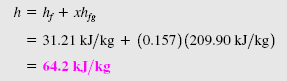 h = h_f + xh_fg
= 31.21 kJ/kg + (0.157)(209.90 kJ/kg)
= 64.2 kJ/kg